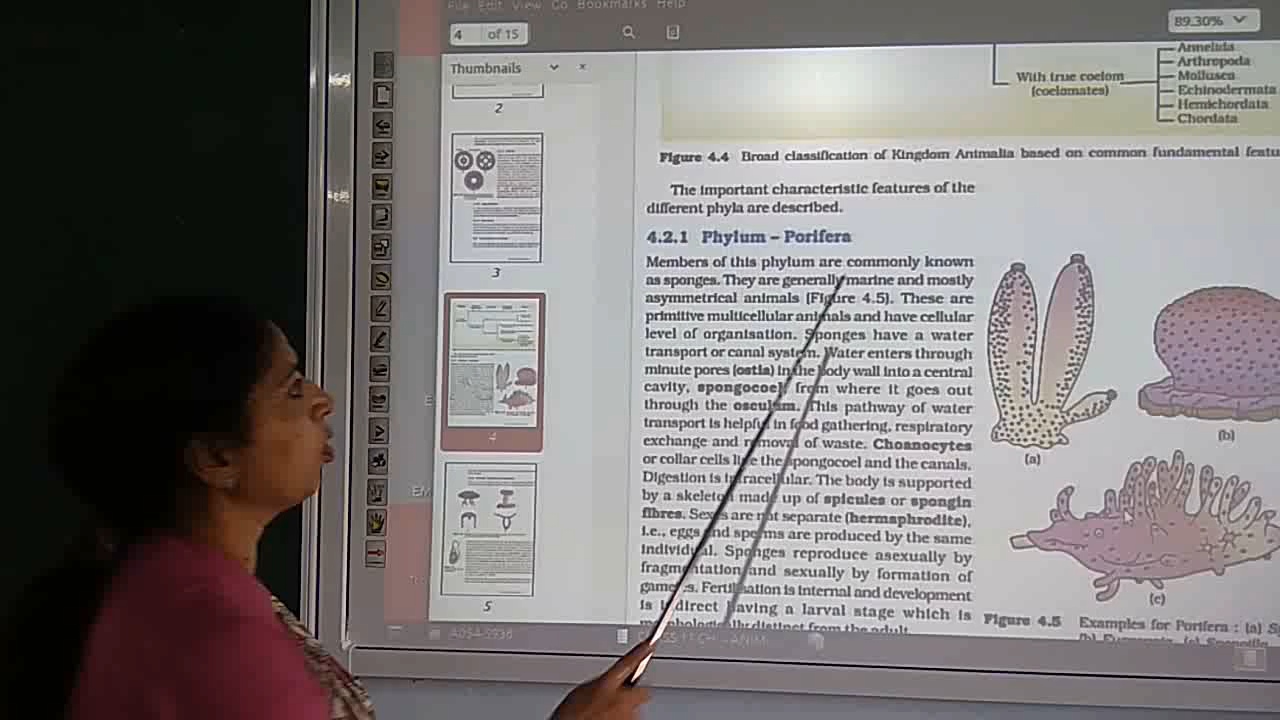 File Edit View Go Bookmarks Help
4 of 15
89.30%
Thumbnails
2
3
4
5
With true coelom
(coelomates)
Annelida
Arthropoda
Mollusca
Echinodermata
Hemichordata
Chordata
Figure 4.4 Broad classification of Kingdom Animalia based on common fundamental featu
The important characteristic features of the
different phyla are described.
4.2.1 Phylum – Porifera
Members of this phylum are commonly known
as sponges. They are generally marine and mostly
asymmetrical animals (Figure 4.5). These are
primitive multicellular animals and have cellular
level of organisation. Sponges have a water
transport or canal system. Water enters through
minute pores (ostia) in the body wall into a central
cavity, spongocoel, from where it goes out
through the osculum. This pathway of water
transport is helpful in food gathering, respiratory
exchange and removal of waste. Choanocytes
or collar cells line the spongocoel and the canals.
Digestion is intracellular. The body is supported
by a skeleton made up of spicules or spongin
fibres. Sexes are not separate (hermaphrodite),
i.e., eggs and sperms are produced by the same
individual. Sponges reproduce asexually by
fragmentation and sexually by formation of
gametes. Fertilisation is internal and development
is indirect having a larval stage which is
morphologically distinct from the adult.
(a)
(b)
(c)
Figure 4.5 Examples for Porifera : (a) S
(b) Euspongia (c) Spongilla